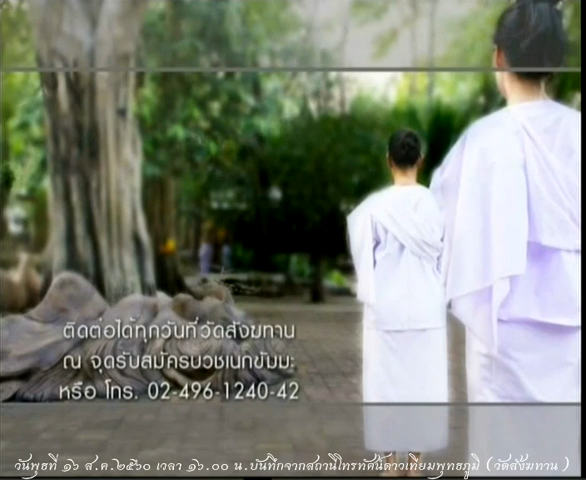 ติดต่อได้ทุกวันที่วัดสังฆทาน
ณ จุดรับสมัครบวชเนกขัมมะ
หรือ โทร. 02-496-1240-42
วันพุธที่ ๑๖ ส.ค.๒๕๖๐ เวลา ๑๖.๐๐ น.บันทึกจากสถานีโทรทัศน์ดาวเทียมพุทธภูมิ (วัดสังฆทาน )